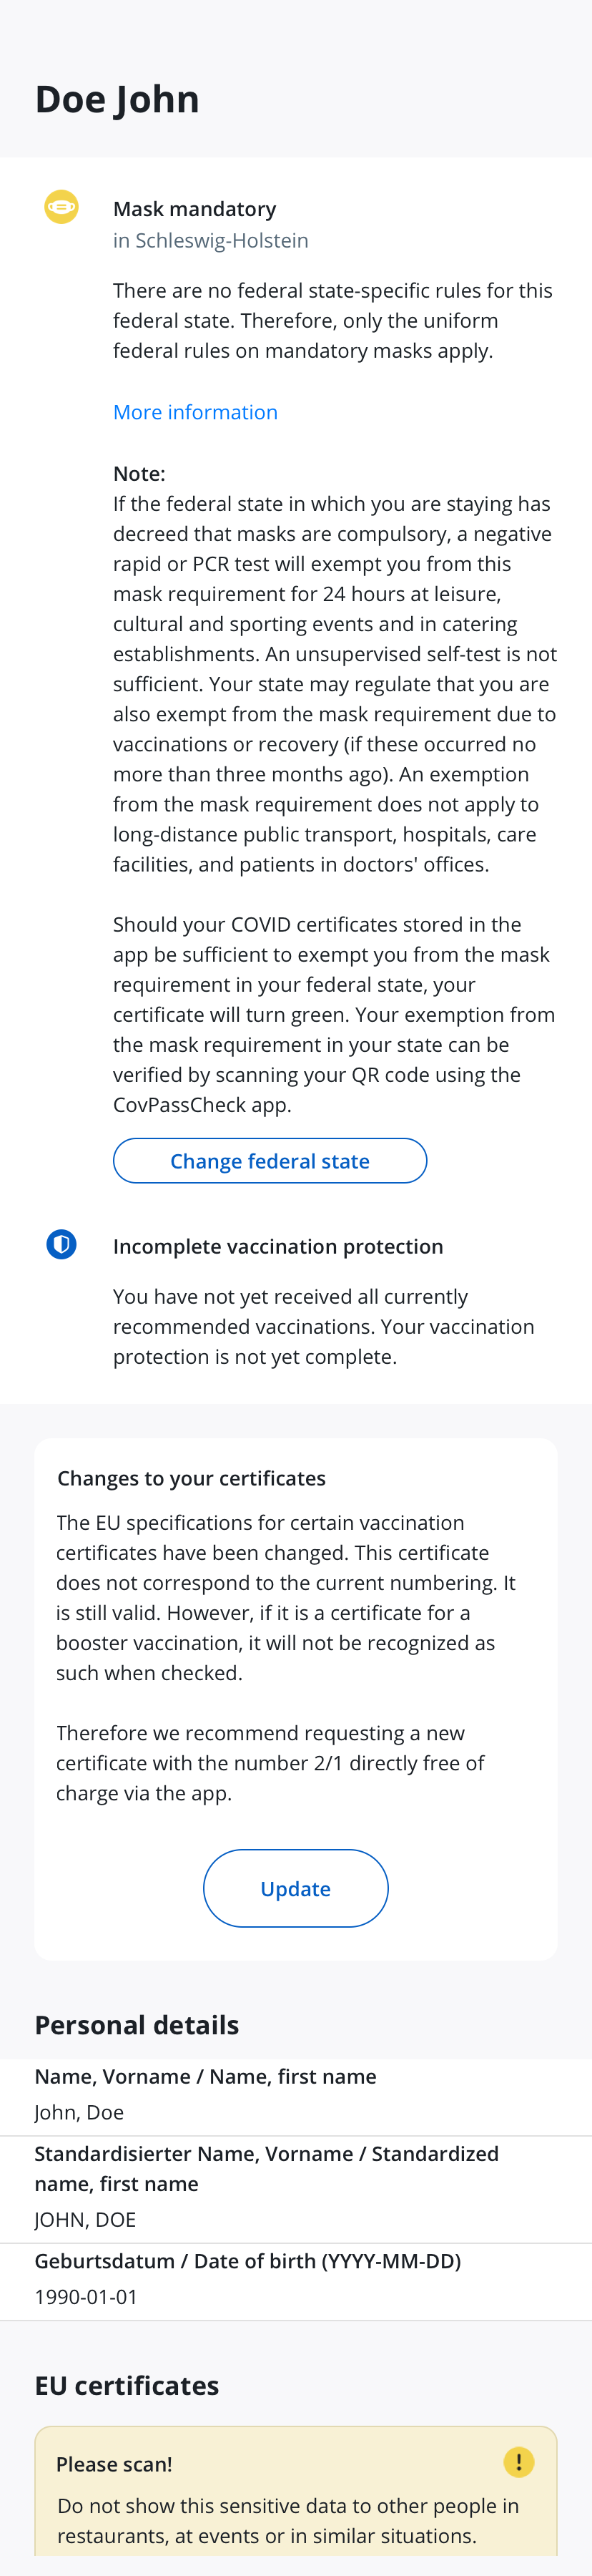 Doe John
Mask mandatory
in Schleswig-Holstein
There are no federal state-specific rules for this
federal state. Therefore, only the uniform
federal rules on mandatory masks apply.
More information
Note:
If the federal state in which you are staying has
decreed that masks are compulsory, a negative
rapid or PCR test will exempt you from this
mask requirement for 24 hours at leisure,
cultural and sporting events and in catering
establishments. An unsupervised self-test is not
sufficient. Your state may regulate that you are
also exempt from the mask requirement due to
vaccinations or recovery (if these occurred no
more than three months ago). An exemption
from the mask requirement does not apply to
long-distance public transport, hospitals, care
facilities, and patients in doctors' offices.
Should your COVID certificates stored in the
app be sufficient to exempt you from the mask
requirement in your federal state, your
certificate will turn green. Your exemption from
the mask requirement in your state can be
verified by scanning your QR code using the
CovPassCheck app.
Change federal state
Incomplete vaccination protection
You have not yet received all currently
recommended vaccinations. Your vaccination
protection is not yet complete.
Changes to your certificates
The EU specifications for certain vaccination
certificates have been changed. This certificate
does not correspond to the current numbering. It
is still valid. However, if it is a certificate for a
booster vaccination, it will not be recognized as
such when checked.
Therefore we recommend requesting a new
certificate with the number 2/1 directly free of
charge via the app.
Update
Personal details
Name, Vorname / Name, first name
John, Doe
Standardisierter Name, Vorname / Standardized
name, first name
JOHN, DOE
Geburtsdatum / Date of birth (YYYY-MM-DD)
1990-01-01
EU certificates
Please scan!
Do not show this sensitive data to other people in
restaurants, at events or in similar situations.